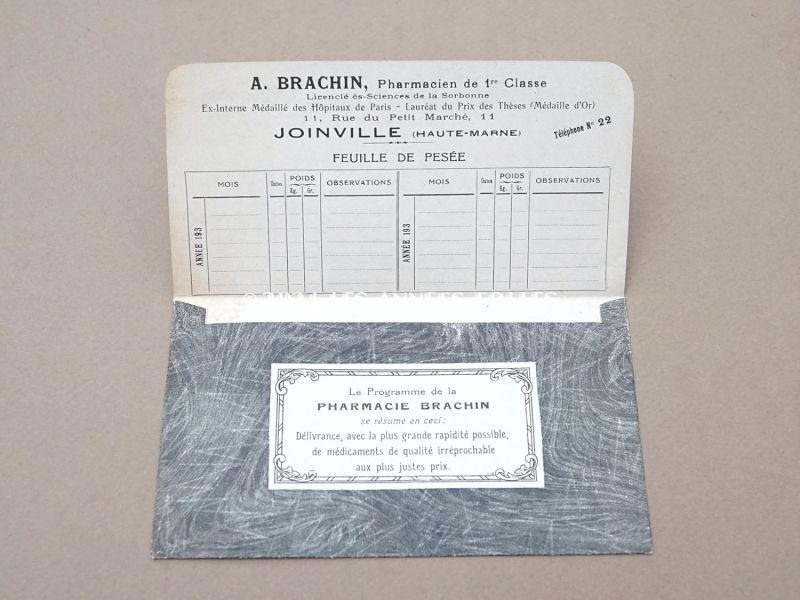 A. BRACHIN, Pharmacien de 1re Classe
Licencié ès-Sciences de la Sorbonne
Ex-Interne Médaillé des Hôpitaux de Paris - Lauréat du Prix des Thèses (Médaille d'Or)
11, Rue du Petit Marché, 11
JOINVILLE (HAUTE-MARNE)
Téléphone N° 22
FEUILLE DE PESÉE
MOIS Dates POIDS OBSERVATIONS MOIS Dates POIDS OBSERVATIONS
Kg. Gr. Kg. Gr.
ANNÉE 193 ANNÉE 193
©2024 LES ANNEES FOLLES
Le Programme de la
PHARMACIE BRACHIN
se résume en ceci:
Délivrance, avec la plus grande rapidité possible,
de médicaments de qualité irréprochable
aux plus justes prix.